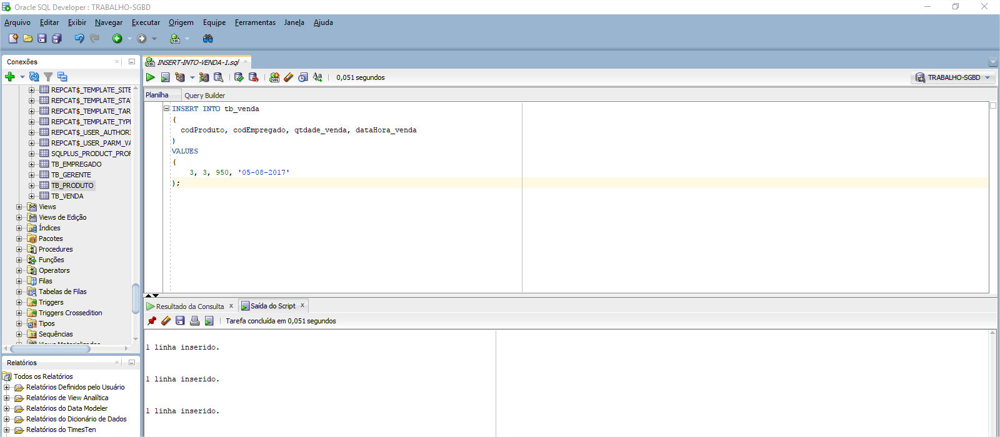 Oracle SQL Developer : TRABALHO-SGBD
Arquivo Editar Exibir Navegar Executar Origem Equipe Ferramentas Janela Ajuda
Conexões
REPCAT$_TEMPLATE_SITE
REPCAT$_TEMPLATE_STA
REPCAT$_TEMPLATE_TAR
REPCAT$_TEMPLATE_TYPI
REPCAT$_USER_AUTHOR
REPCAT$_USER_PARM_VA
SQLPLUS_PRODUCT_PROF
TB_EMPREGADO
TB_GERENTE
TB_PRODUTO
TB_VENDA
Views
Views de Edição
Índices
Pacotes
Procedures
Funções
Operators
Filas
Tabelas de Filas
Triggers
Triggers Crossedition
Tipos
Sequências
Relatórios
Todos os Relatórios
Relatórios Definidos pelo Usuário
Relatórios de View Analítica
Relatórios do Data Modeler
Relatórios do Dicionário de Dados
Relatórios do TimesTen
INSERT-INTO-VENDA-1.sql
0,051 segundos
TRABALHO-SGBD
Planilha Query Builder
INSERT INTO tb_venda
(
codProduto, codEmpregado, qtdade_venda, dataHora_venda
)
VALUES
(
3, 3, 950, '05-08-2017'
);
Resultado da Consulta x Saída do Script x
Tarefa concluída em 0,051 segundos
1 linha inserido.
1 linha inserido.
1 linha inserido.